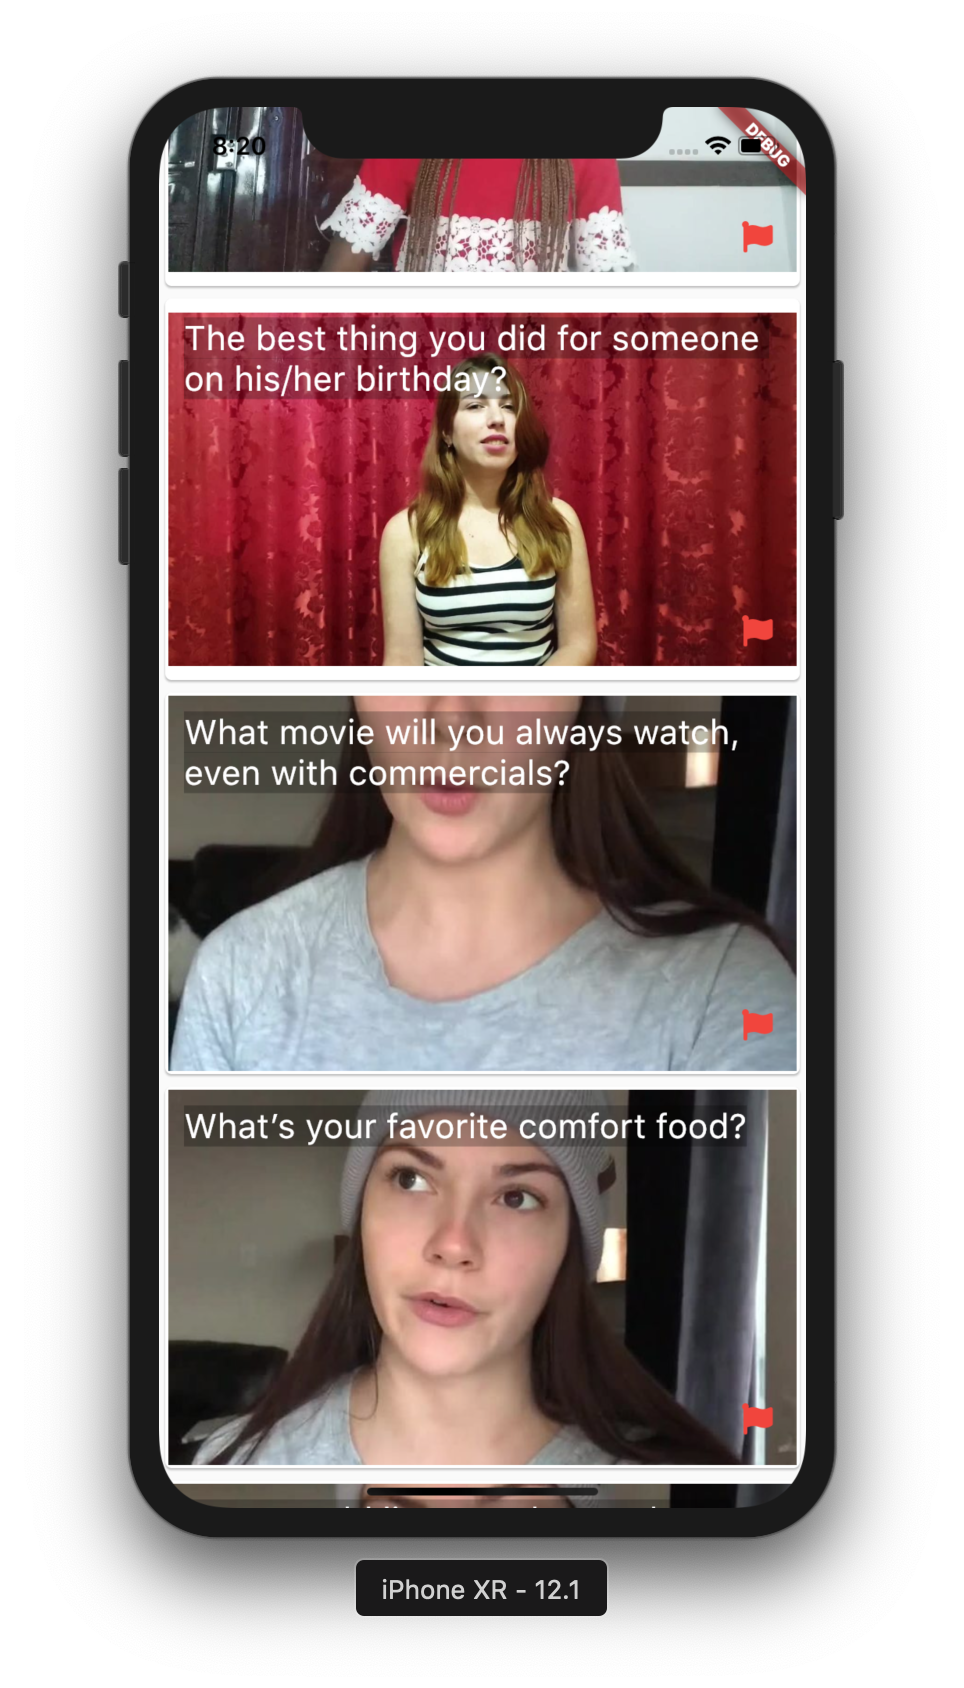 8:20
DEBUG
The best thing you did for someone
on his/her birthday?
What movie will you always watch,
even with commercials?
What’s your favorite comfort food?
iPhone XR - 12.1